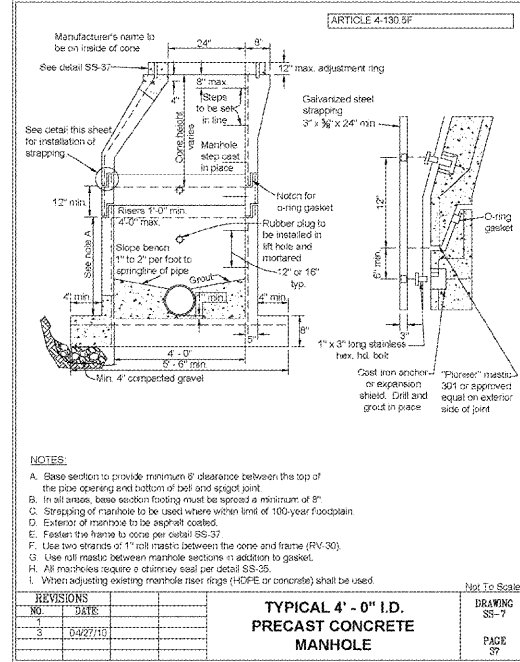 ARTICLE 4-130.5F
Manufacturer's name to
be on inside of cone
24"
8"
See detail SS-37
12" max. adjustment ring
8" max.
4"
Steps
to be set
in line
Cone height
varies
Galvanized steel
strapping
3" x ⅜" x 24" min
See detail this sheet
for installation of
strapping
Manhole
step cast
in place
Notch for
o-ring gasket
12" min.
Risers 1'-0" min.
4'-0" max.
Rubber plug to
be installed in
lift hole and
mortared
See note A
Slope bench
1" to 2" per foot to
springline of pipe
Grout
12" or 16"
typ.
12"
6" min.
O-ring
gasket
4" min.
1" min.
4" min.
8"
5"
4' - 0"
5' - 6" min.
Min. 4" compacted gravel
3"
1" x 3" long stainless
hex. hd. bolt
Cast iron anchor
or expansion
shield. Drill and
grout in place
"Pioneer" mastic
301 or approved
equal on exterior
side of joint
NOTES:
A. Base section to provide minimum 6" clearance between the top of
the pipe opening and bottom of bell and spigot joint.
B. In all areas, base section footing must be spread a minimum of 8"
C. Strapping of manhole to be used where within limit of 100-year floodplain.
D. Exterior of manhole to be asphalt coated.
E. Fasten the frame to cone per detail SS-37.
F. Use two strands of 1" roll mastic between the cone and frame (RV-30).
G. Use roll mastic between manhole sections in addition to gasket.
H. All manholes require a chimney seal per detail SS-35.
I. When adjusting existing manhole riser rings (HDPE or concrete) shall be used.
Not To Scale
REVISIONS
NO. DATE
1
3 04/27/10
TYPICAL 4' - 0" I.D.
PRECAST CONCRETE
MANHOLE
DRAWING
SS-7
PAGE
37